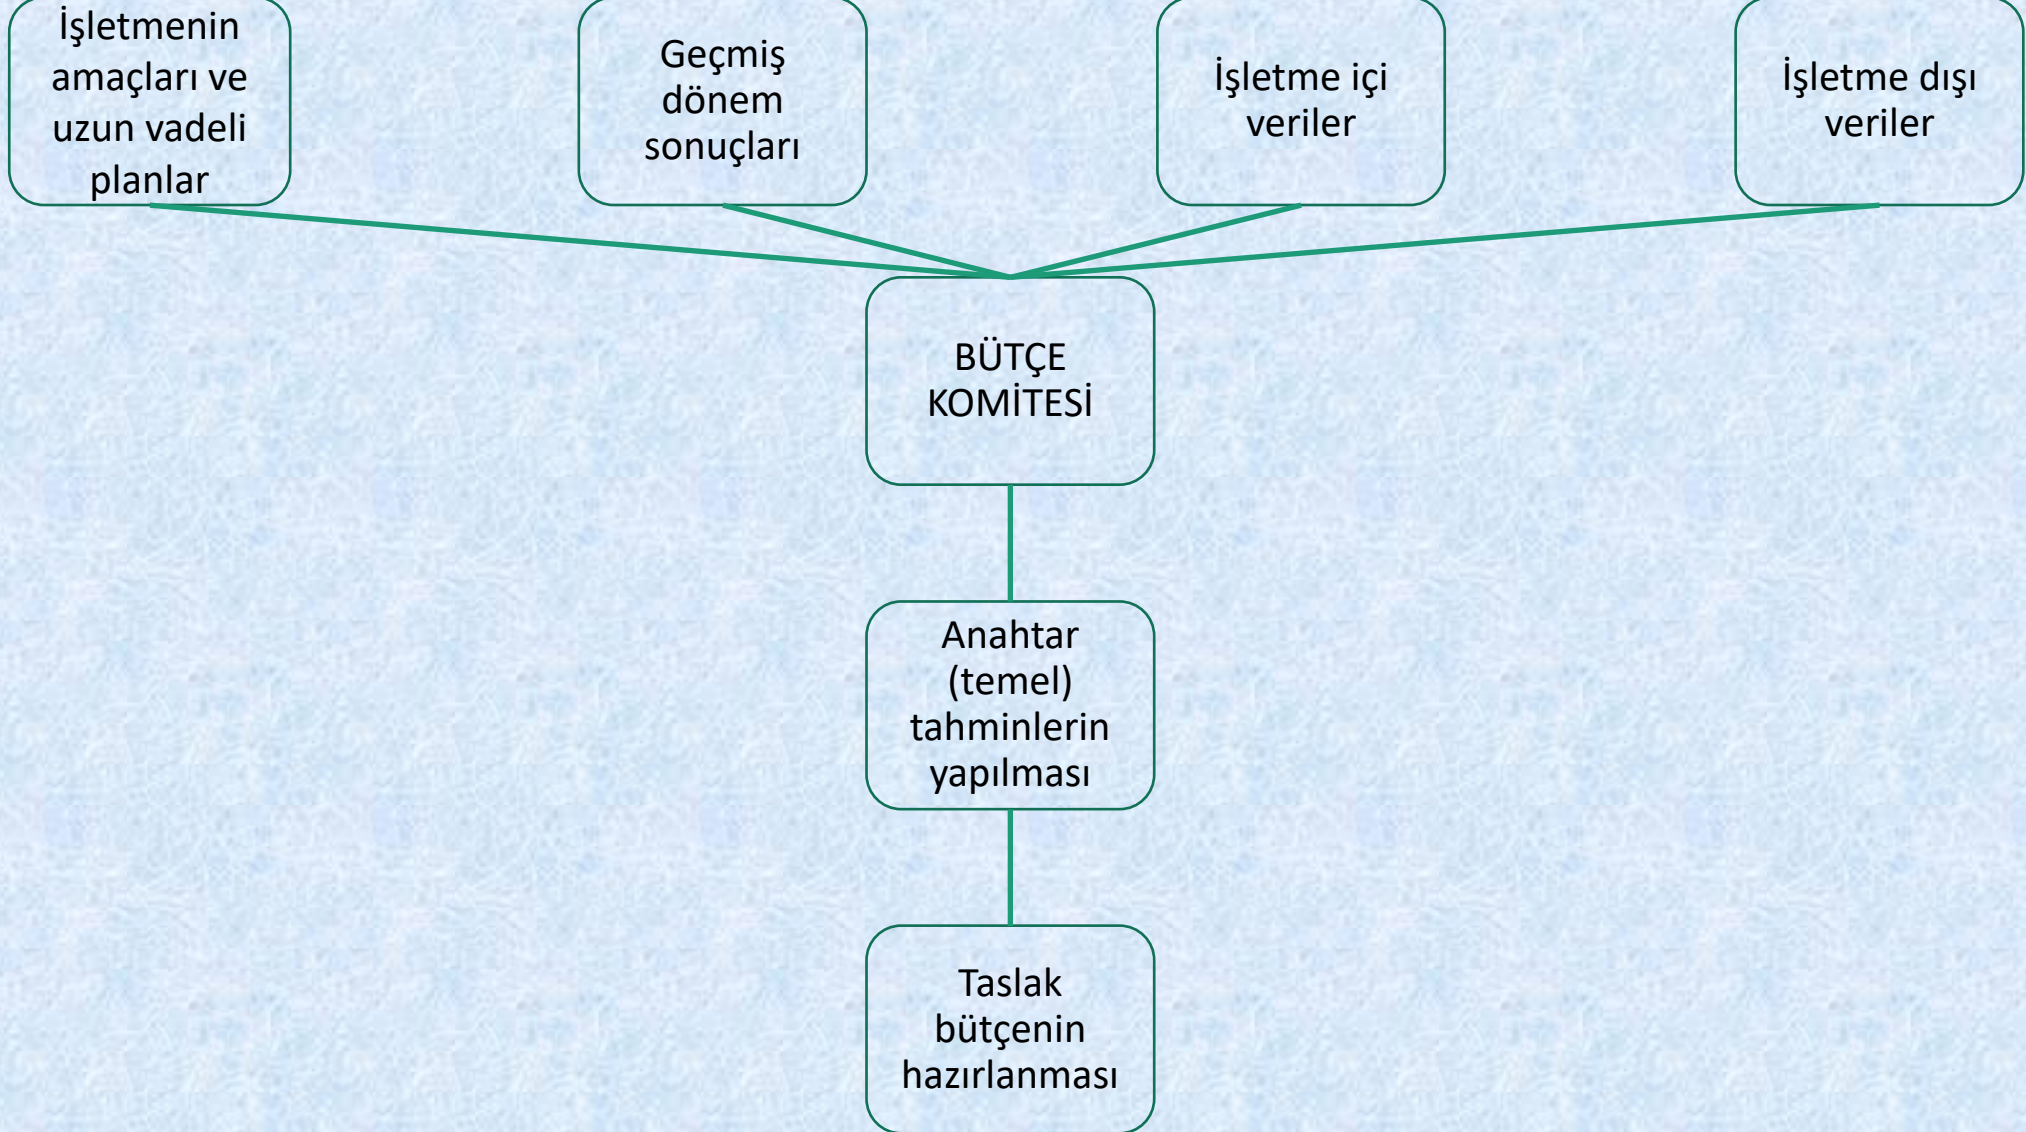 İşletmenin
amaçları ve
uzun vadeli
planlar
Geçmiş
dönem
sonuçları
İşletme içi
veriler
İşletme dışı
veriler
BÜTÇE
KOMİTESİ
Anahtar
(temel)
tahminlerin
yapılması
Taslak
bütçenin
hazırlanması